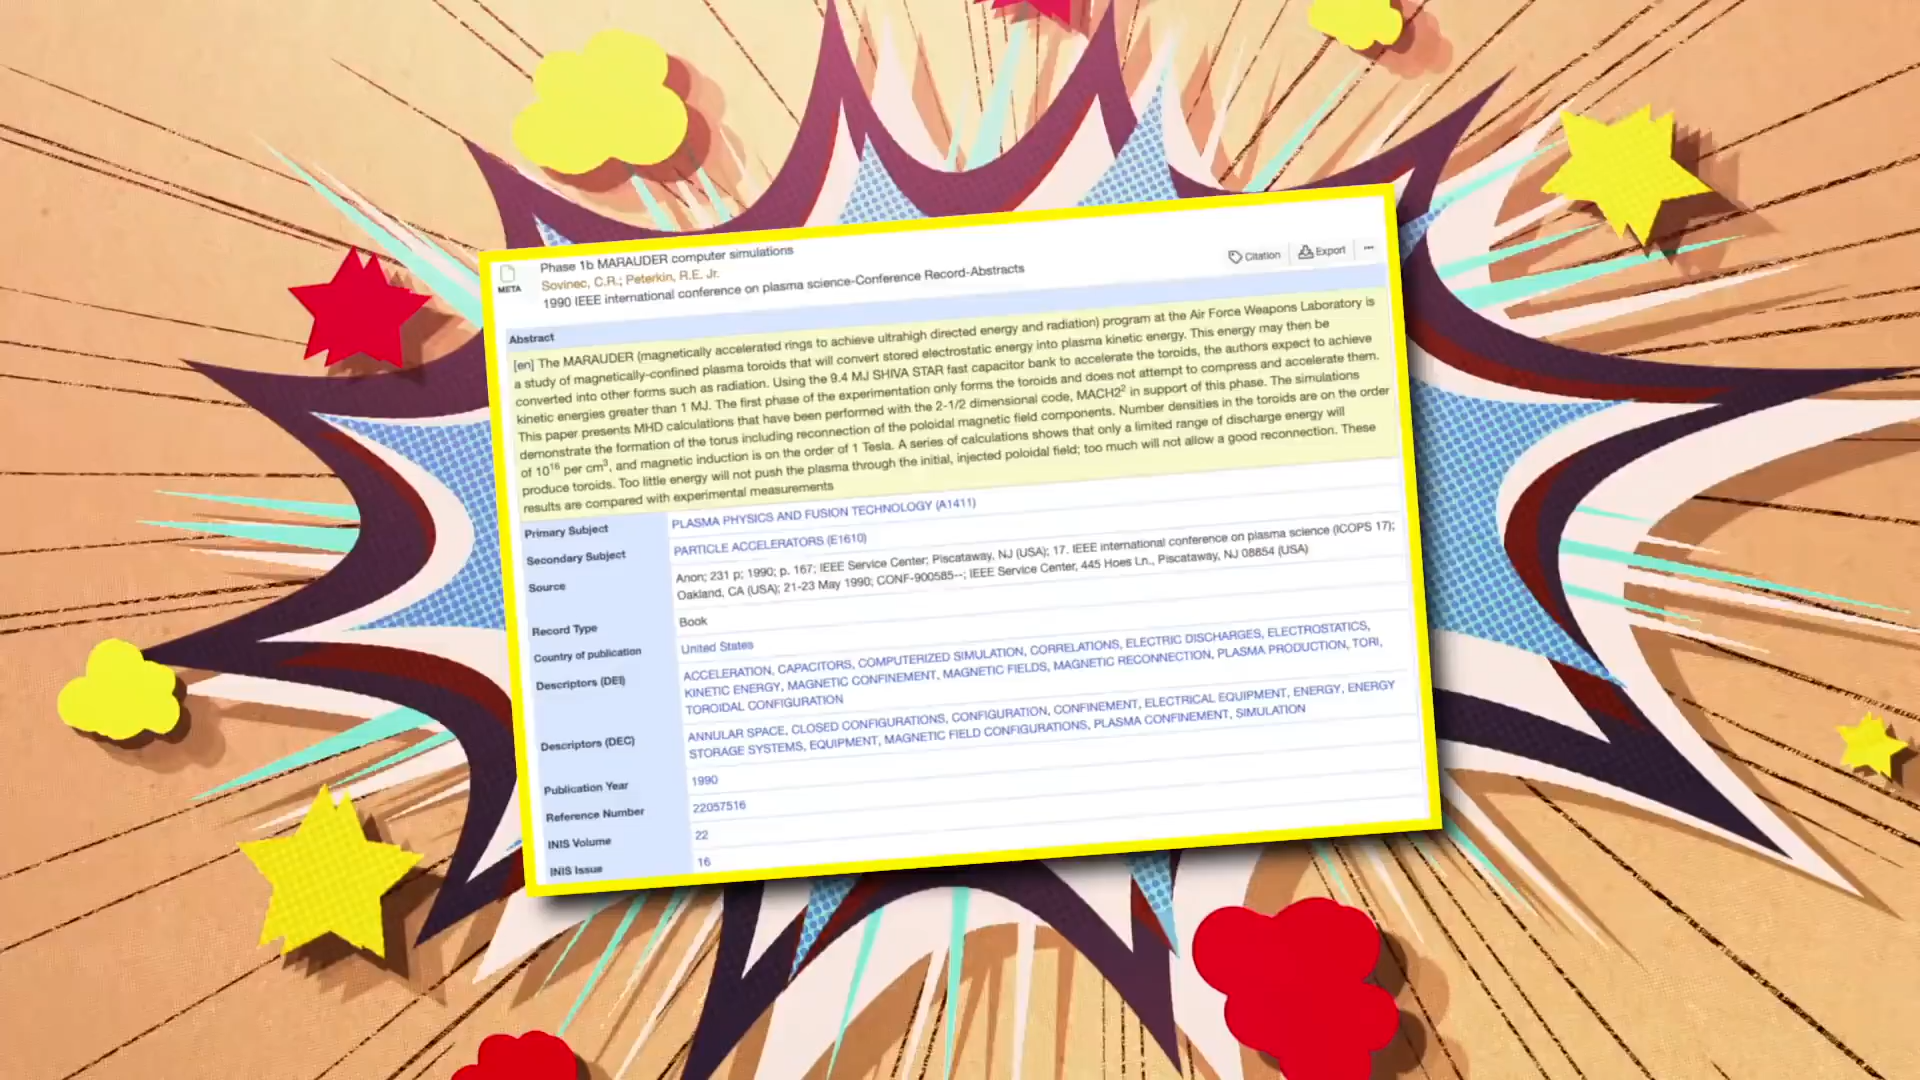 META
Phase 1b MARAUDER computer simulations
Sovinec, C.R.; Peterkin, R.E. Jr.
1990 IEEE international conference on plasma science-Conference Record-Abstracts
Citation
Export
Abstract
[en] The MARAUDER (magnetically accelerated rings to achieve ultrahigh directed energy and radiation) program at the Air Force Weapons Laboratory is
a study of magnetically-confined plasma toroids that will convert stored electrostatic energy into plasma kinetic energy. This energy may then be
converted into other forms such as radiation. Using the 9.4 MJ SHIVA STAR fast capacitor bank to accelerate the toroids, the authors expect to achieve
kinetic energies greater than 1 MJ. The first phase of the experimentation only forms the toroids and does not attempt to compress and accelerate them.
This paper presents MHD calculations that have been performed with the 2-1/2 dimensional code, MACH2² in support of this phase. The simulations
demonstrate the formation of the torus including reconnection of the poloidal magnetic field components. Number densities in the toroids are on the order
of 10¹⁶ per cm³, and magnetic induction is on the order of 1 Tesla. A series of calculations shows that only a limited range of discharge energy will
produce toroids. Too little energy will not push the plasma through the initial, injected poloidal field; too much will not allow a good reconnection. These
results are compared with experimental measurements
Primary Subject
PLASMA PHYSICS AND FUSION TECHNOLOGY (A1411)
Secondary Subject
PARTICLE ACCELERATORS (E1610)
Source
Anon; 231 p; 1990; p. 167; IEEE Service Center; Piscataway, NJ (USA); 17. IEEE international conference on plasma science (ICOPS 17);
Oakland, CA (USA); 21-23 May 1990; CONF-900585--; IEEE Service Center, 445 Hoes Ln., Piscataway, NJ 08854 (USA)
Record Type
Book
Country of publication
United States
Descriptors (DEI)
ACCELERATION, CAPACITORS, COMPUTERIZED SIMULATION, CORRELATIONS, ELECTRIC DISCHARGES, ELECTROSTATICS,
KINETIC ENERGY, MAGNETIC CONFINEMENT, MAGNETIC FIELDS, MAGNETIC RECONNECTION, PLASMA PRODUCTION, TORI,
TOROIDAL CONFIGURATION
Descriptors (DEC)
ANNULAR SPACE, CLOSED CONFIGURATIONS, CONFIGURATION, CONFINEMENT, ELECTRICAL EQUIPMENT, ENERGY, ENERGY
STORAGE SYSTEMS, EQUIPMENT, MAGNETIC FIELD CONFIGURATIONS, PLASMA CONFINEMENT, SIMULATION
Publication Year
1990
Reference Number
22057516
INIS Volume
22
INIS Issue
16